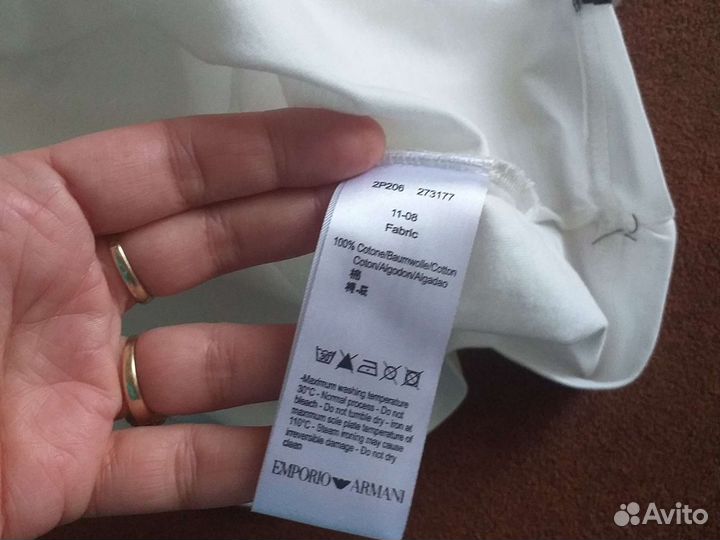 2P206 273177
11-08
Fabric
100% Cotone/Baumwolle/Cotton
Coton/Algodon/Algadao
棉
-Maximum washing temperature
30°C - Normal process - Do not
bleach - Do not tumble dry - Iron at
maximum sole plate temperature of
110°C - Steam ironing may cause
irreversible damage - Do not dry
clean
EMPORIO ARMANI
Avito